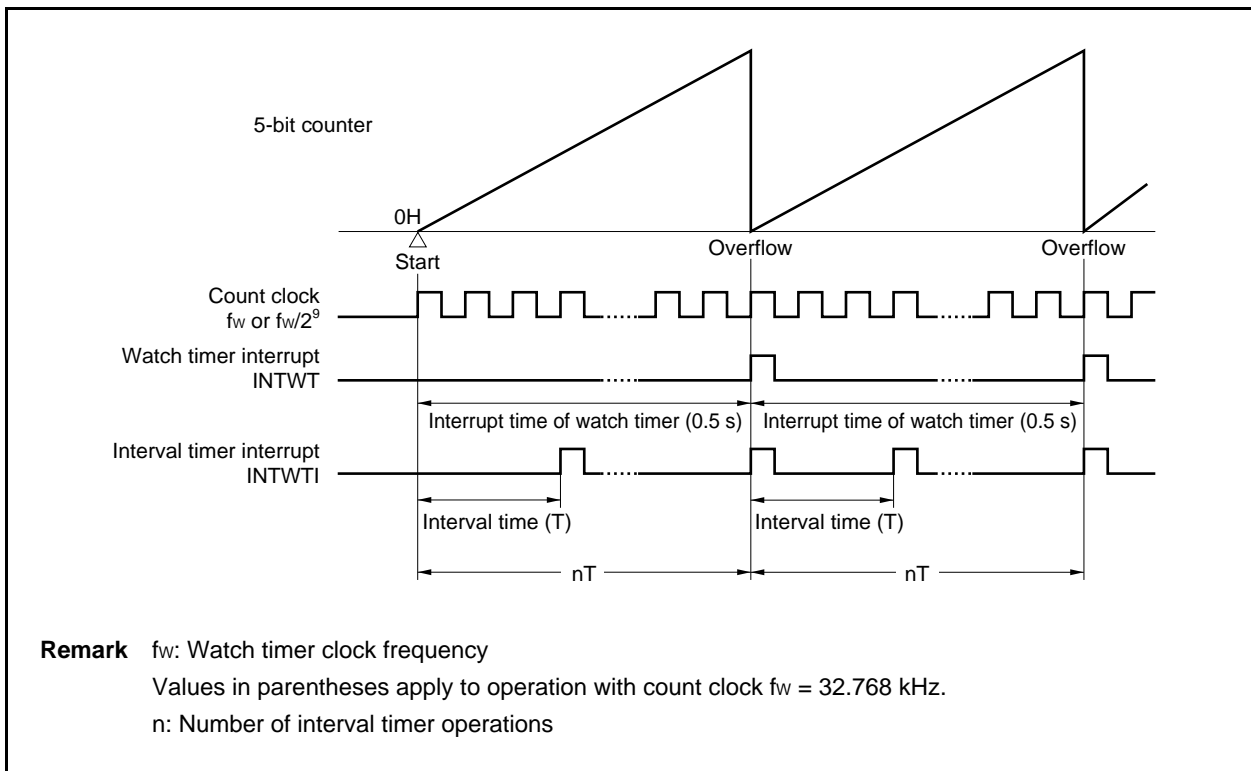 5-bit counter
0H
Start
Overflow
Overflow
Count clock
fW or fW/2⁹
Watch timer interrupt
INTWT
Interrupt time of watch timer (0.5 s)
Interrupt time of watch timer (0.5 s)
Interval timer interrupt
INTWTI
Interval time (T)
Interval time (T)
nT
nT
Remark fW: Watch timer clock frequency
Values in parentheses apply to operation with count clock fW = 32.768 kHz.
n: Number of interval timer operations